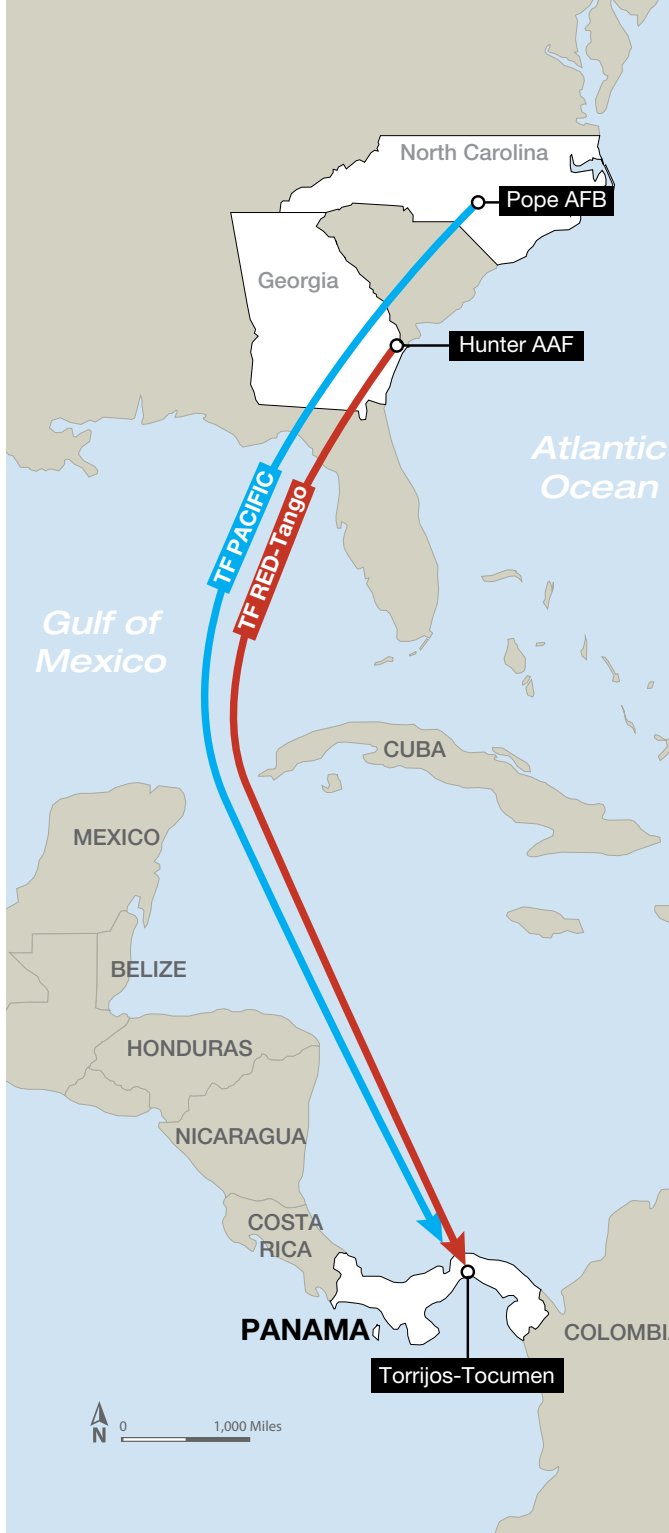 North Carolina
Pope AFB
Georgia
Hunter AAF
Atlantic
Ocean
TF PACIFIC
TF RED-Tango
Gulf of
Mexico
CUBA
MEXICO
BELIZE
HONDURAS
NICARAGUA
COSTA
RICA
PANAMA
COLOMBIA
Torrijos-Tocumen
N
0
1,000 Miles